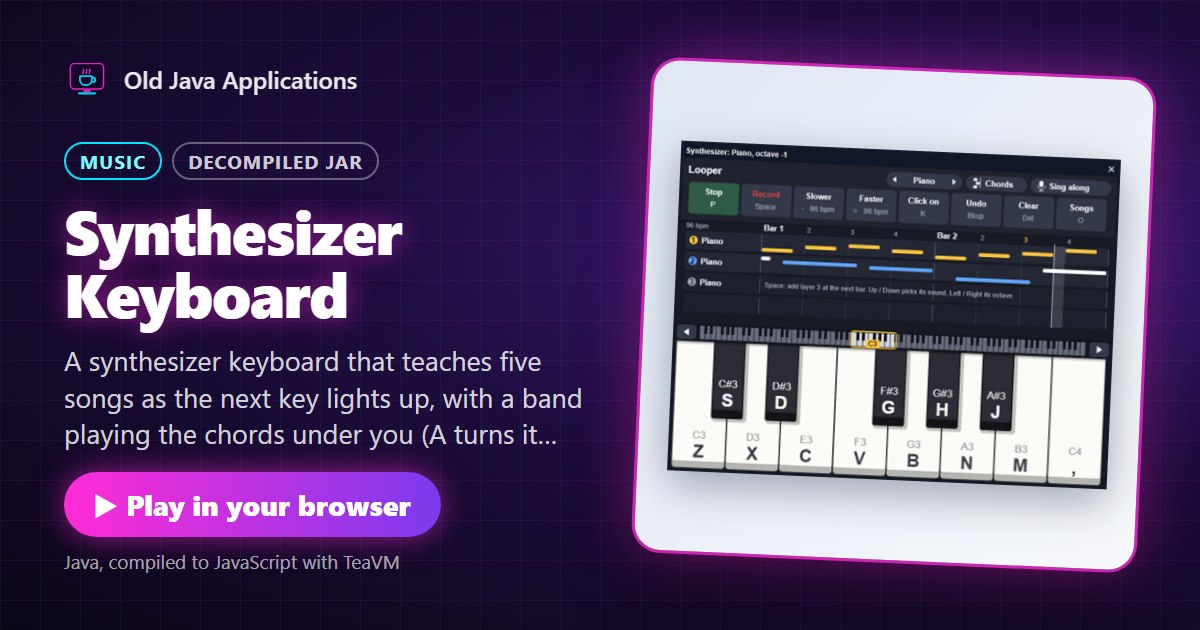 Old Java Applications
MUSIC
DECOMPILED JAR
Synthesizer
Keyboard
A synthesizer keyboard that teaches five
songs as the next key lights up, with a band
playing the chords under you (A turns it...
▶ Play in your browser
Java, compiled to JavaScript with TeaVM
Synthesizer: Piano, octave -1
Looper
Piano
Chords
Sing along
Stop
P
Record
Space
Slower
- 96 bpm
Faster
= 96 bpm
Click on
K
Undo
Bksp
Clear
Del
Songs
O
96 bpm
Bar 1 2 3 4 Bar 2 2 3 4
1 Piano
2 Piano
3 Piano
Space: add layer 3 at the next bar. Up / Down picks its sound, Left / Right its octave.
C3
C#3 D#3 F#3 G#3 A#3
S D G H J
C3 D3 E3 F3 G3 A3 B3 C4
Z X C V B N M ,